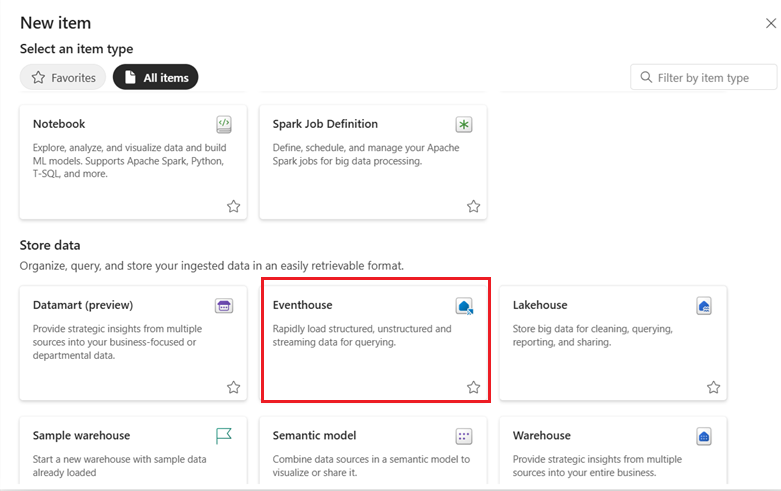 New item
Select an item type
Favorites
All items
Filter by item type
Notebook
Explore, analyze, and visualize data and build
ML models. Supports Apache Spark, Python,
T-SQL, and more.
Spark Job Definition
Define, schedule, and manage your Apache
Spark jobs for big data processing.
Store data
Organize, query, and store your ingested data in an easily retrievable format.
Datamart (preview)
Provide strategic insights from multiple
sources into your business-focused or
departmental data.
Eventhouse
Rapidly load structured, unstructured and
streaming data for querying.
Lakehouse
Store big data for cleaning, querying,
reporting, and sharing.
Sample warehouse
Start a new warehouse with sample data
already loaded
Semantic model
Combine data sources in a semantic model to
visualize or share it.
Warehouse
Provide strategic insights from multiple
sources into your entire business.